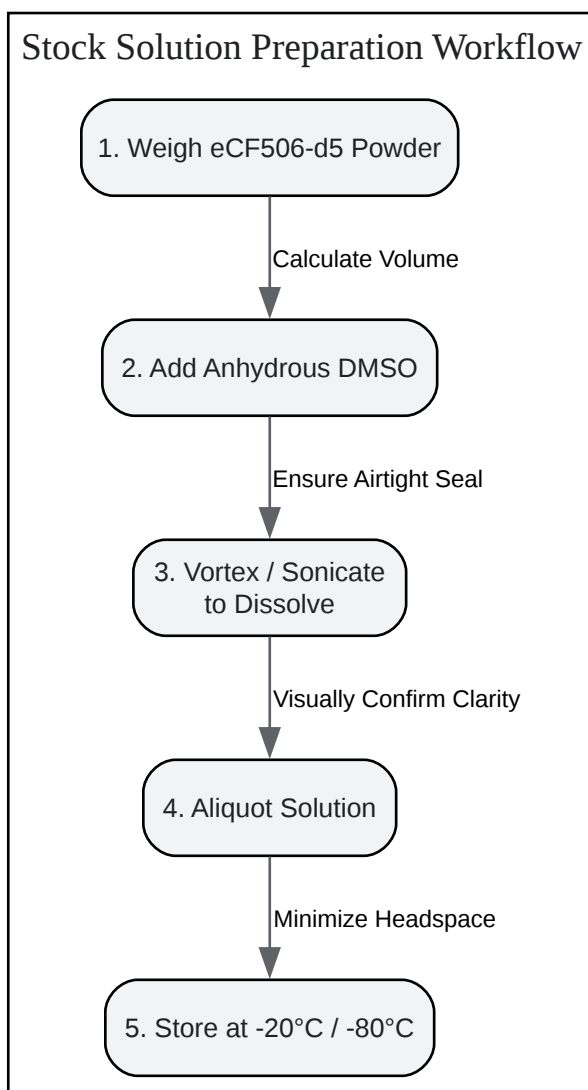 Stock Solution Preparation Workflow
1. Weigh eCF506-d5 Powder
Calculate Volume
2. Add Anhydrous DMSO
Ensure Airtight Seal
3. Vortex / Sonicate
to Dissolve
Visually Confirm Clarity
4. Aliquot Solution
Minimize Headspace
5. Store at -20°C / -80°C